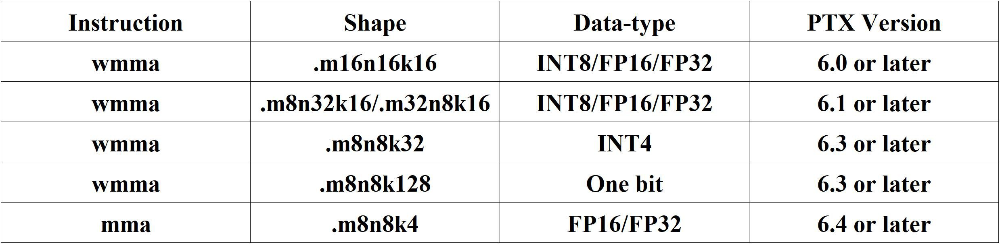 Instruction Shape Data-type PTX Version
wmma .m16n16k16 INT8/FP16/FP32 6.0 or later
wmma .m8n32k16/.m32n8k16 INT8/FP16/FP32 6.1 or later
wmma .m8n8k32 INT4 6.3 or later
wmma .m8n8k128 One bit 6.3 or later
mma .m8n8k4 FP16/FP32 6.4 or later